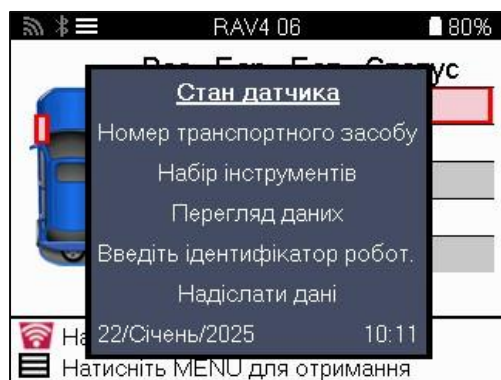 RAV4 06 80%
Стан датчика
Номер транспортного засобу
Набір інструментів
Перегляд даних
Введіть ідентифікатор робот.
Надіслати дані
22/Січень/2025 10:11
Натисніть MENU для отримання